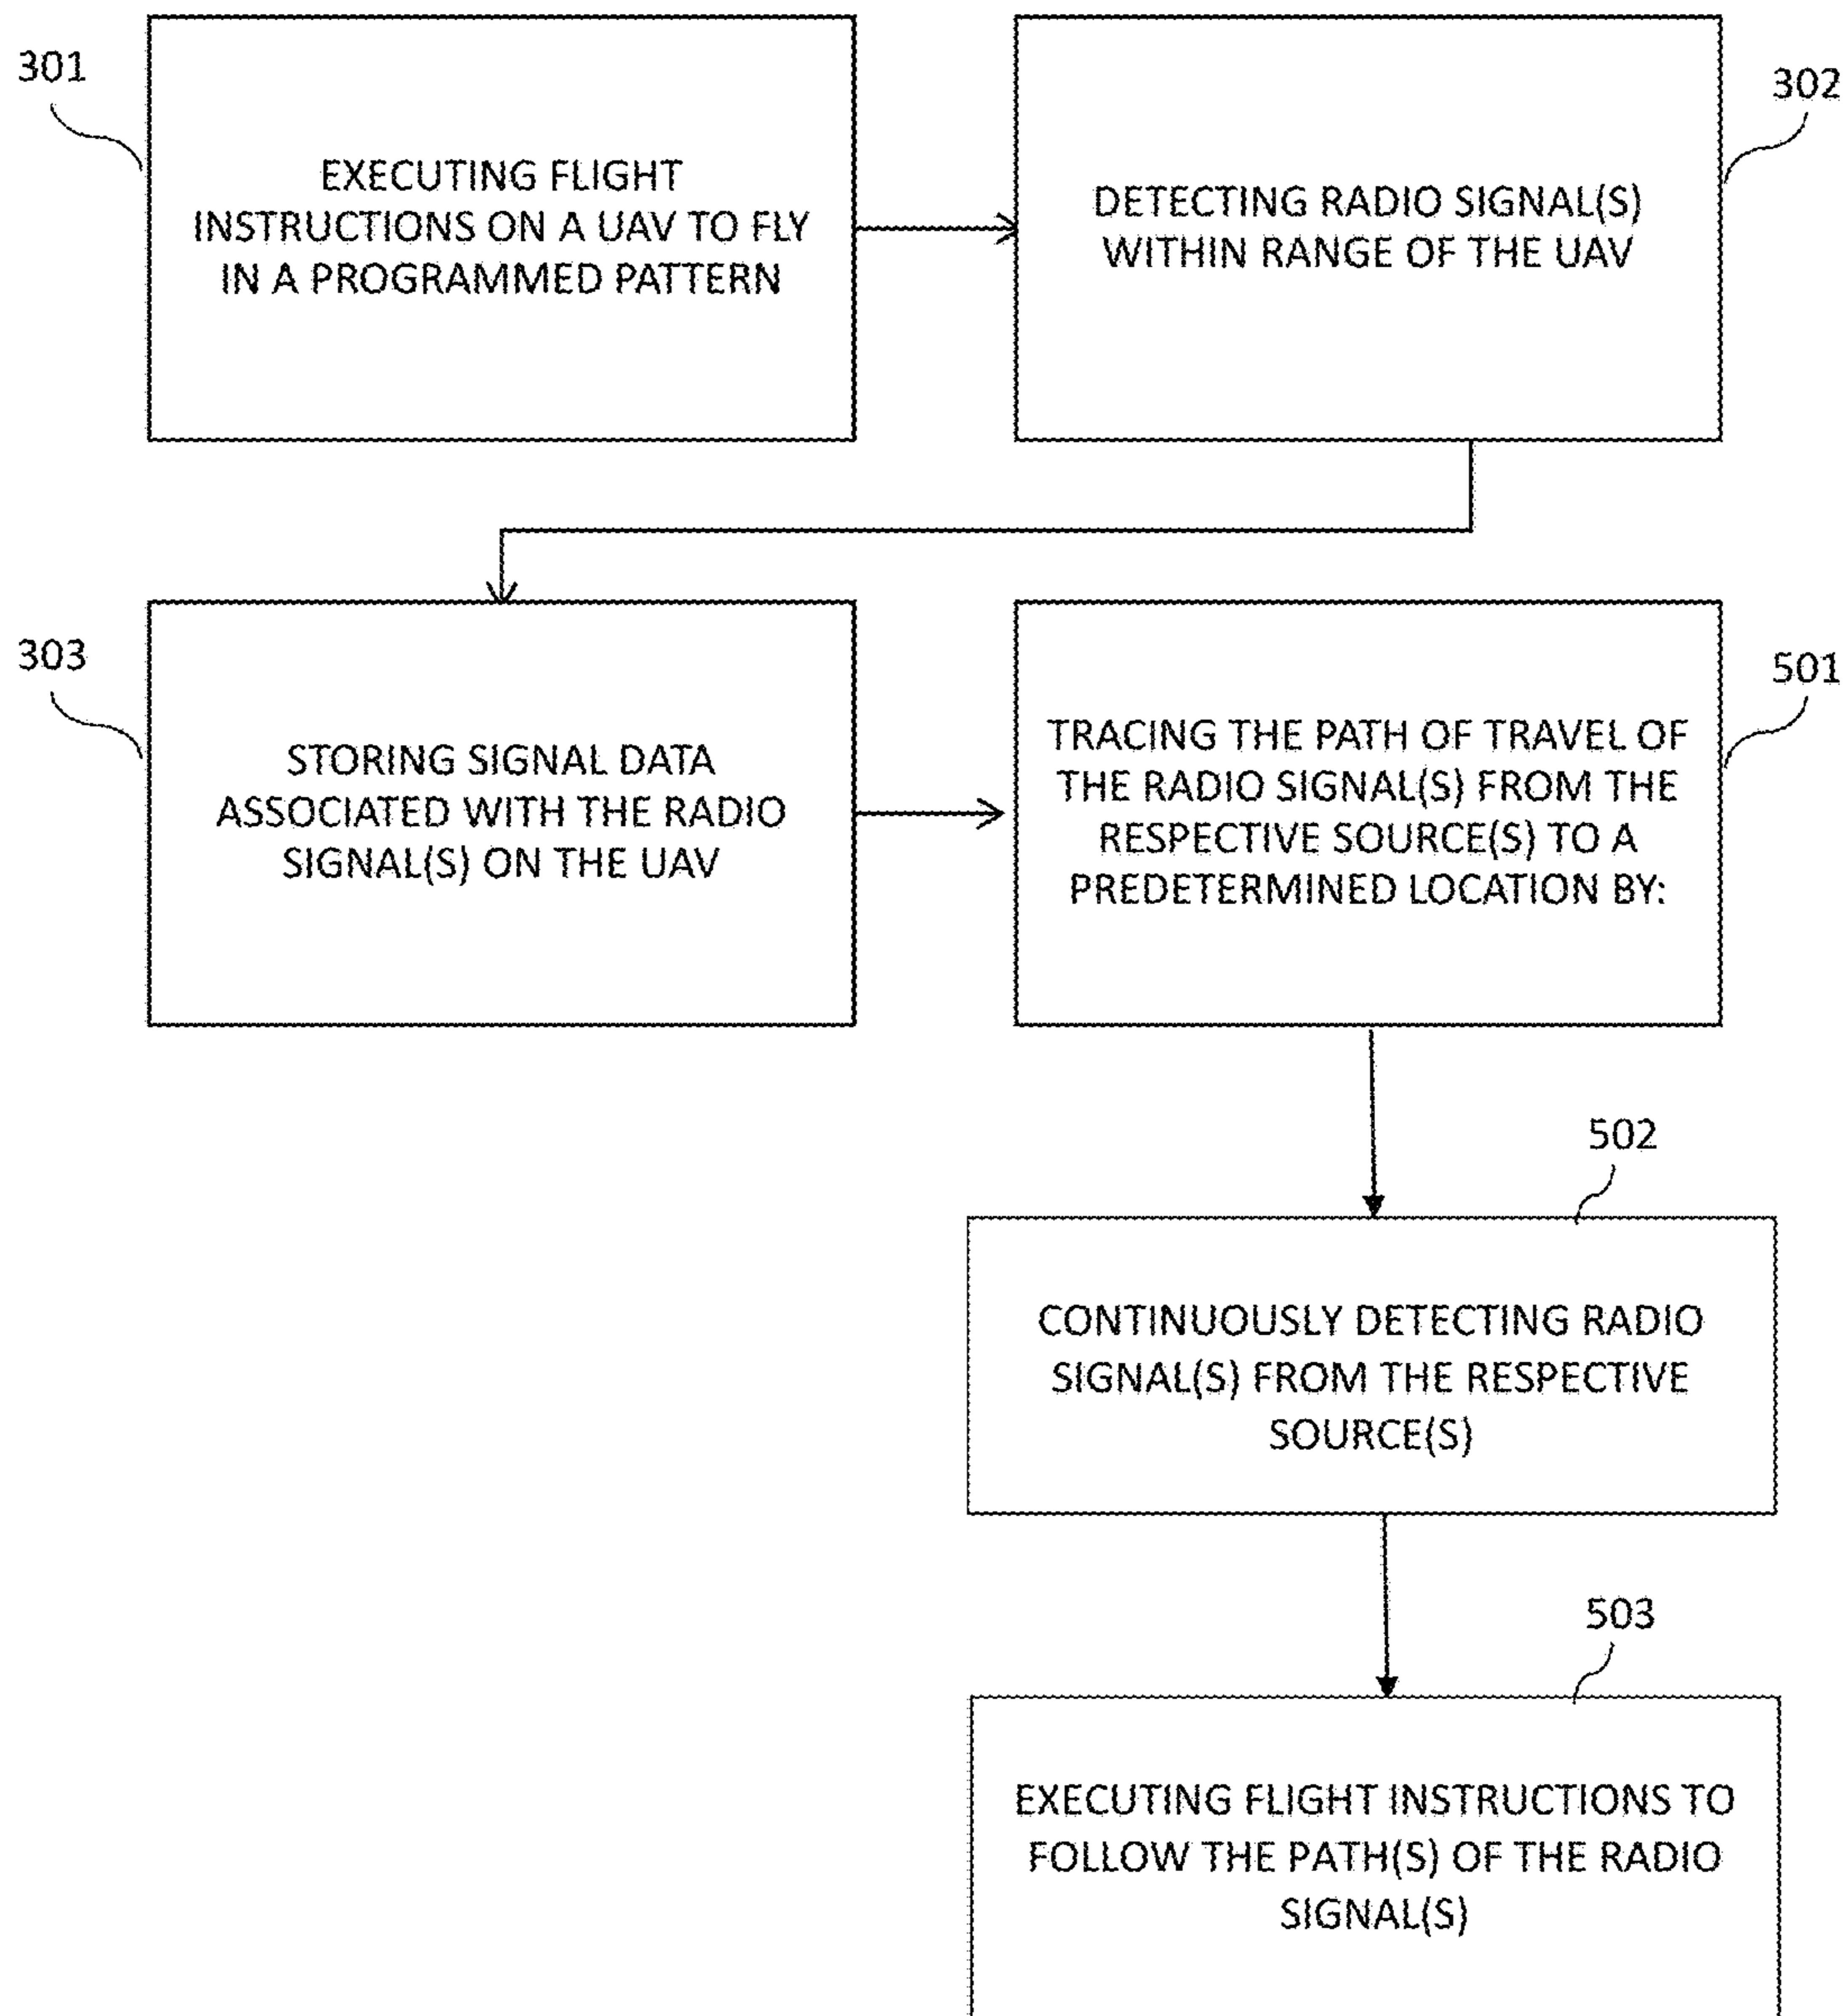 301
EXECUTING FLIGHT
INSTRUCTIONS ON A UAV TO FLY
IN A PROGRAMMED PATTERN
302
DETECTING RADIO SIGNAL(S)
WITHIN RANGE OF THE UAV
303
STORING SIGNAL DATA
ASSOCIATED WITH THE RADIO
SIGNAL(S) ON THE UAV
501
TRACING THE PATH OF TRAVEL OF
THE RADIO SIGNAL(S) FROM THE
RESPECTIVE SOURCE(S) TO A
PREDETERMINED LOCATION BY:
502
CONTINUOUSLY DETECTING RADIO
SIGNAL(S) FROM THE RESPECTIVE
SOURCE(S)
503
EXECUTING FLIGHT INSTRUCTIONS TO
FOLLOW THE PATH(S) OF THE RADIO
SIGNAL(S)